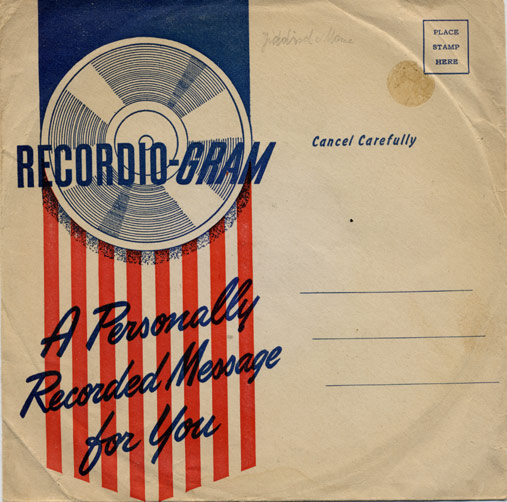 PLACE
STAMP
HERE
Cancel Carefully
RECORDIO-GRAM
A Personally
Recorded Message
for You